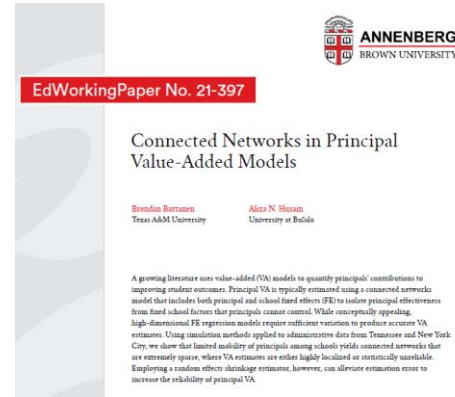 ANNENBERG
BROWN UNIVERSITY
EdWorkingPaper No. 21-397
Connected Networks in Principal
Value-Added Models
Brendan Bartanen
Texas A&M University
Aliza N. Husain
University at Bufalo
A growing literature uses value-added (VA) models to quantify principals' contributions to
improving student outcomes. Principal VA is typically estimated using a connected networks
model that includes both principal and school fixed effects (FE) to isolate principal effectiveness
from fixed school factors that principals cannot control. While conceptually appealing,
high-dimensional FE regression models require sufficient variation to produce accurate VA
estimates. Using simulation methods applied to administrative data from Tennessee and New York
City, we show that limited mobility of principals among schools yields connected networks that
are extremely sparse, where VA estimates are either highly localized or statistically unreliable.
Employing a random effects shrinkage estimator, however, can alleviate estimation error to
increase the reliability of principal VA.